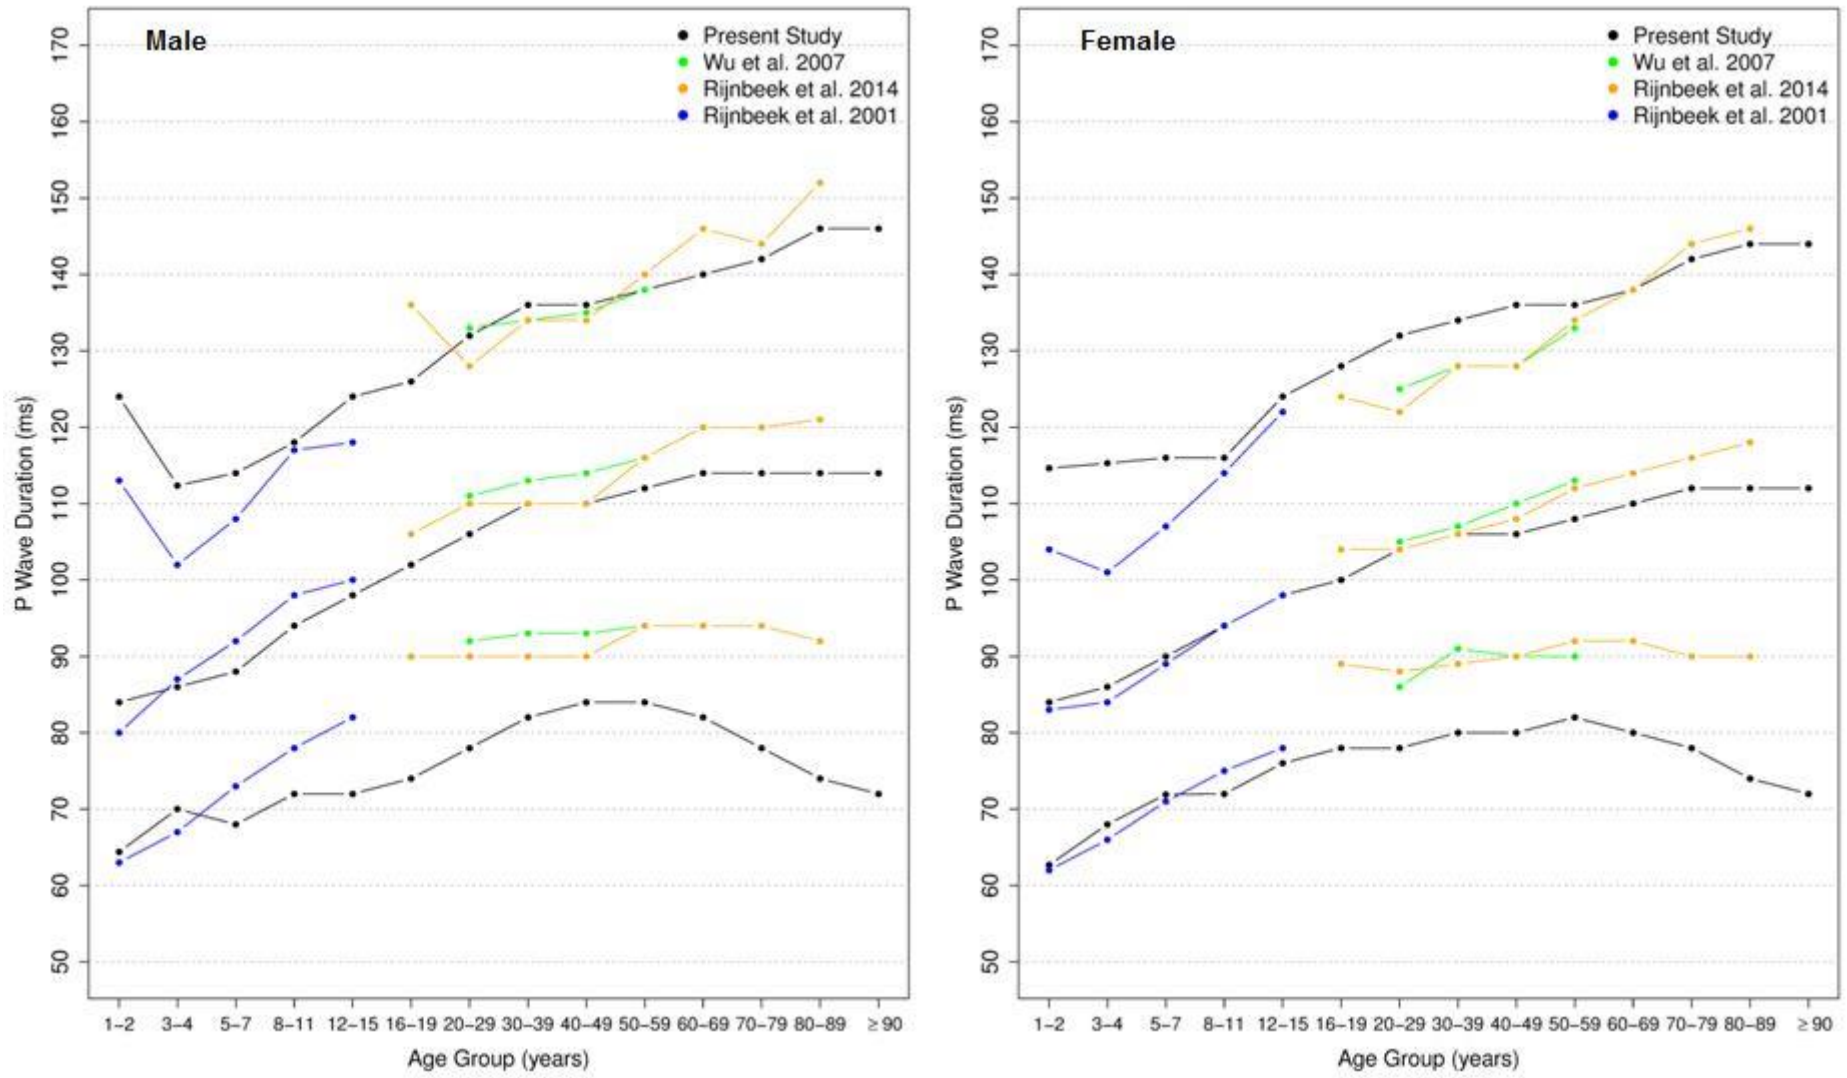 Male
Present Study
Wu et al. 2007
Rijnbeek et al. 2014
Rijnbeek et al. 2001
170
160
150
140
130
120
110
100
90
80
70
60
50
P Wave Duration (ms)
1–2 3–4 5–7 8–11 12–15 16–19 20–29 30–39 40–49 50–59 60–69 70–79 80–89 ≥ 90
Age Group (years)
Female
Present Study
Wu et al. 2007
Rijnbeek et al. 2014
Rijnbeek et al. 2001
170
160
150
140
130
120
110
100
90
80
70
60
50
P Wave Duration (ms)
1–2 3–4 5–7 8–11 12–15 16–19 20–29 30–39 40–49 50–59 60–69 70–79 80–89 ≥ 90
Age Group (years)